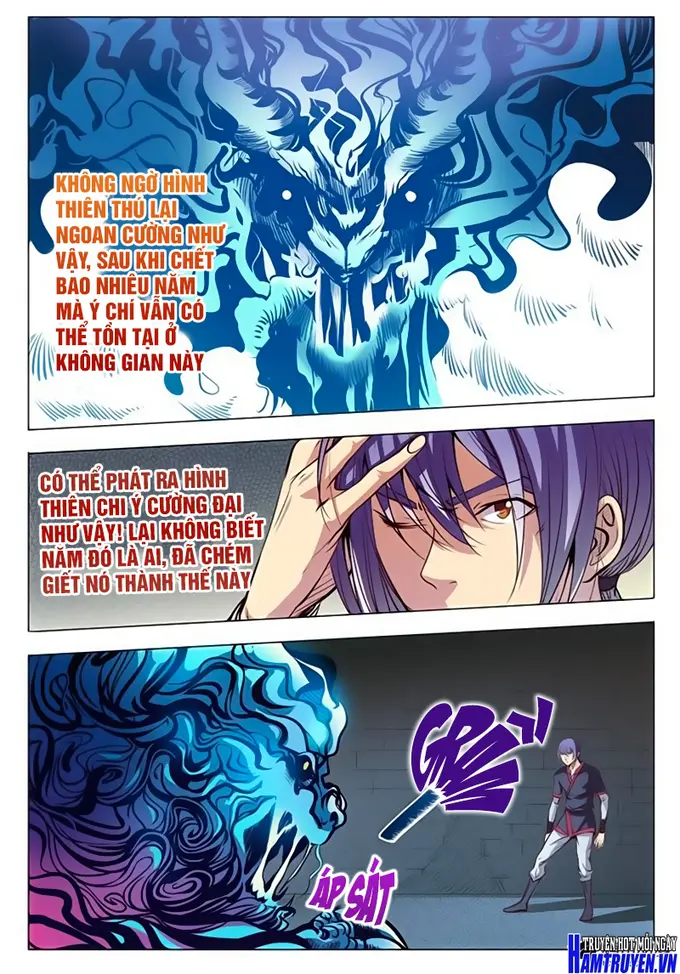 KHÔNG NGỜ HÌNH
THIÊN THÚ LẠI
NGOAN CƯỜNG NHƯ
VẬY, SAU KHI CHẾT
BAO NHIÊU NĂM
MÀ Ý CHÍ VẪN CÓ
THỂ TỒN TẠI Ở
KHÔNG GIAN NÀY
CÓ THỂ PHÁT RA HÌNH
THIÊN CHI Ý CƯỜNG ĐẠI
NHƯ VẬY! LẠI KHÔNG BIẾT
NĂM ĐÓ LÀ AI, ĐÃ CHÉM
GIẾT NÓ THÀNH THẾ NÀY
ÁP SÁT
TRUYỆN HOT MỖI NGÀY
HAMTRUYEN.VN